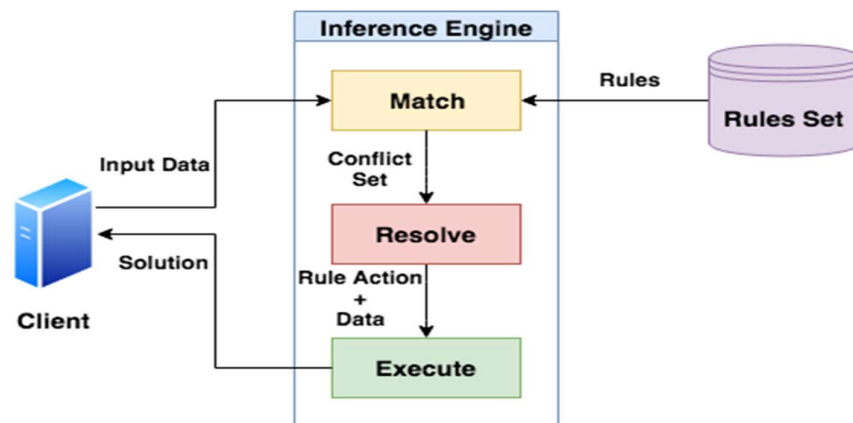 Inference Engine
Match
Rules
Rules Set
Input Data
Conflict
Set
Resolve
Solution
Rule Action
+
Data
Client
Execute